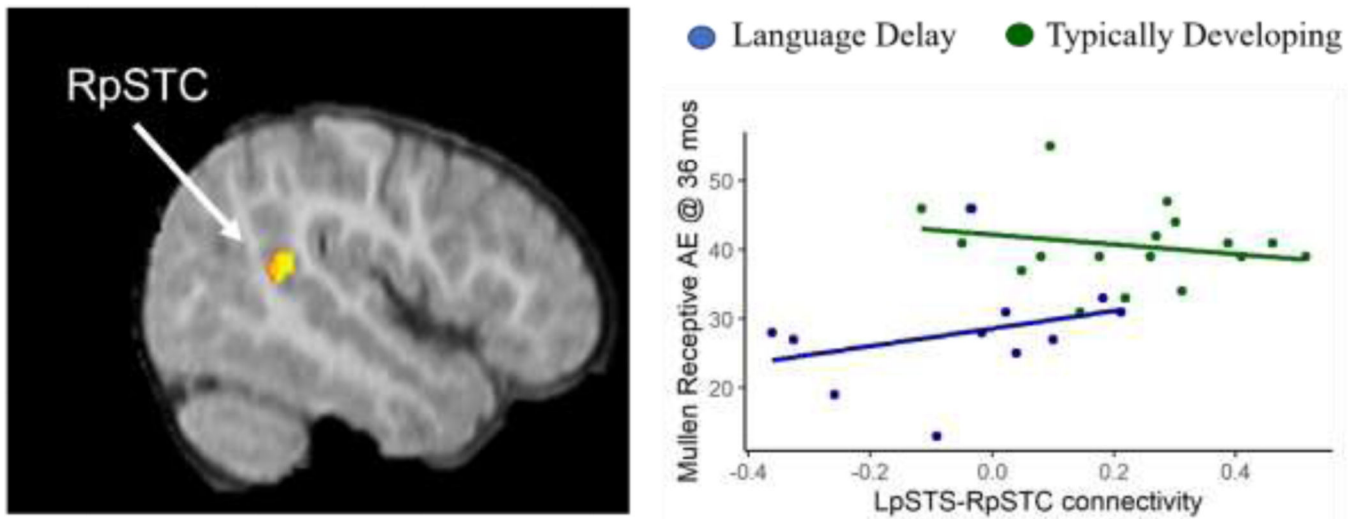 RpSTC
Language Delay
Typically Developing
Mullen Receptive AE @ 36 mos
50
40
30
20
-0.4
-0.2
0.0
0.2
0.4
LpSTS-RpSTC connectivity